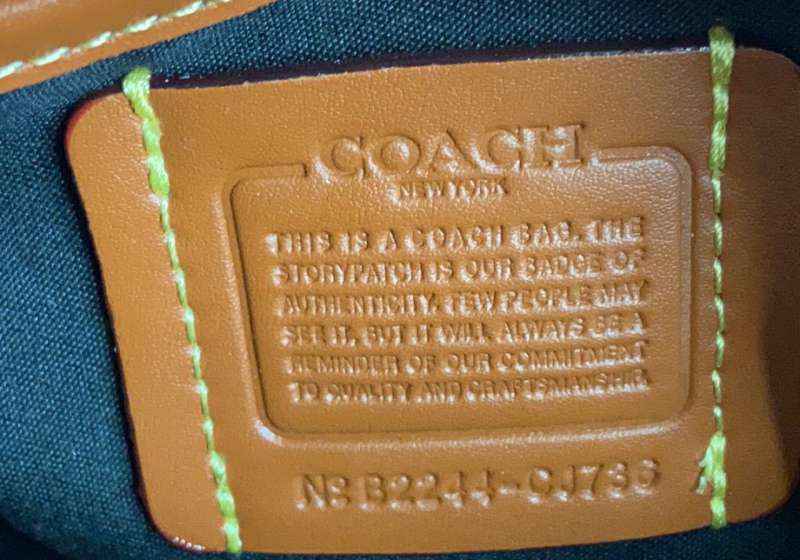 COACH
NEW YORK
THIS IS A COACH BAG. THE
STORYPATCH IS OUR BADGE OF
AUTHENTICITY. FEW PEOPLE MAY
SEE IT, BUT IT WILL ALWAYS BE A
REMINDER OF OUR COMMITMENT
TO QUALITY AND CRAFTSMANSHIP.
Nº B2244-CJ736